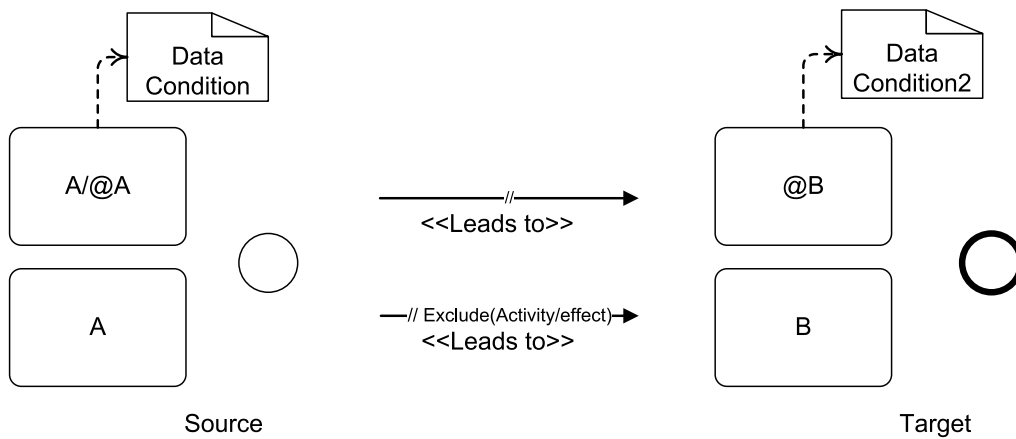 Data
Condition
Data
Condition2
A/@A
//
<<Leads to>>
@B
A
// Exclude(Activity/effect)
<<Leads to>>
B
Source
Target